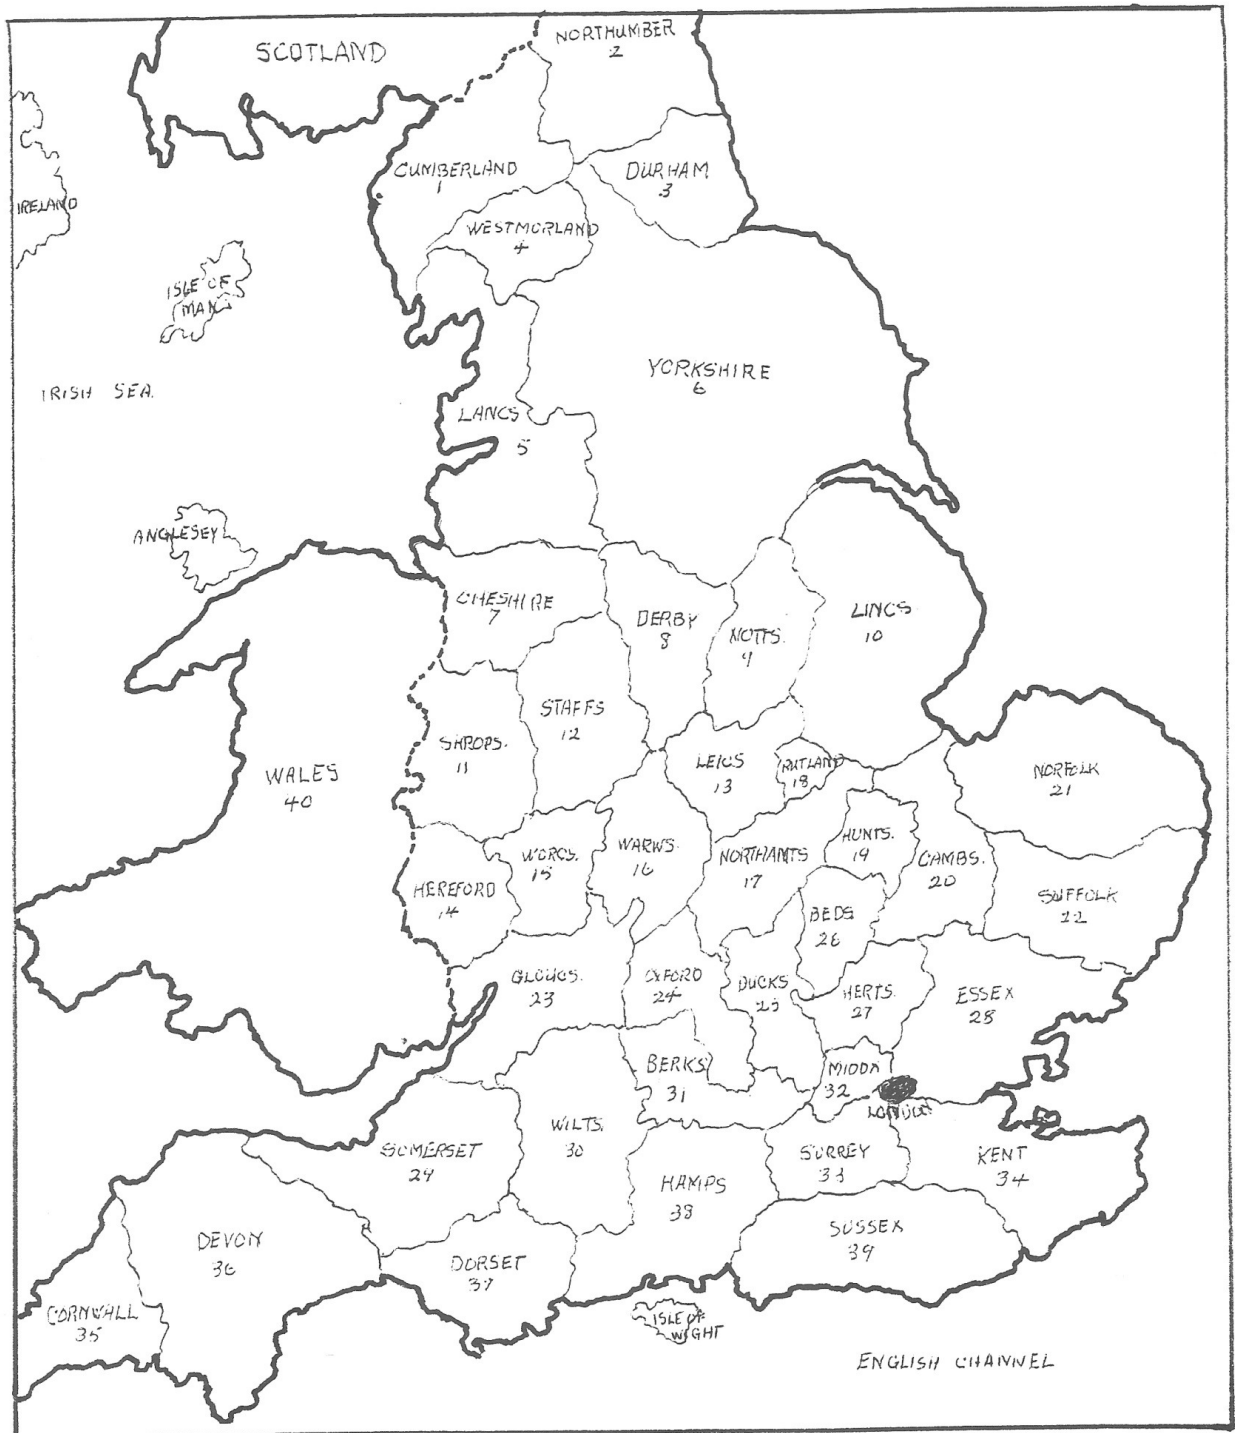 SCOTLAND
NORTHUMBER
2
CUMBERLAND
1
DURHAM
3
IRELAND
WESTMORLAND
4
ISLE OF
MAN
YORKSHIRE
6
IRISH SEA.
LANCS
5
ANGLESEY
CHESHIRE
7
DERBY
8
NOTTS.
9
LINCS
10
STAFFS
12
SHROPS.
11
LEICS
13
RUTLAND
18
WALES
40
NORFOLK
21
HEREFORD
14
WORCS.
15
WARWS.
16
NORTHANTS
17
HUNTS.
19
CAMBS.
20
SUFFOLK
22
BEDS
26
GLOUCS.
23
OXFORD
24
BUCKS
25
HERTS.
27
ESSEX
28
BERKS
31
MIDDX
32
LONDON
SOMERSET
29
WILTS.
30
HAMPS
38
SURREY
33
KENT
34
DEVON
36
DORSET
37
SUSSEX
39
CORNWALL
35
ISLE OF
WIGHT
ENGLISH CHANNEL